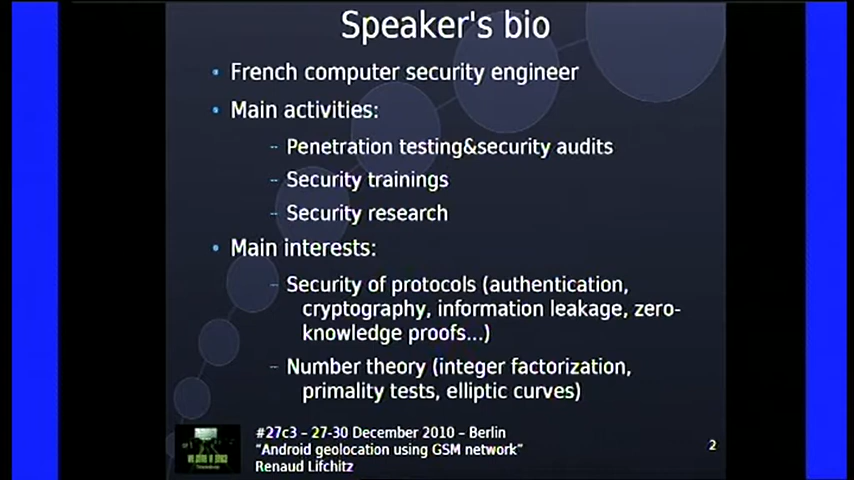 Speaker's bio
• French computer security engineer
• Main activities:
– Penetration testing&security audits
– Security trainings
– Security research
• Main interests:
– Security of protocols (authentication,
cryptography, information leakage, zero-
knowledge proofs...)
– Number theory (integer factorization,
primality tests, elliptic curves)
#27c3 – 27-30 December 2010 – Berlin
“Android geolocation using GSM network”
Renaud Lifchitz
2